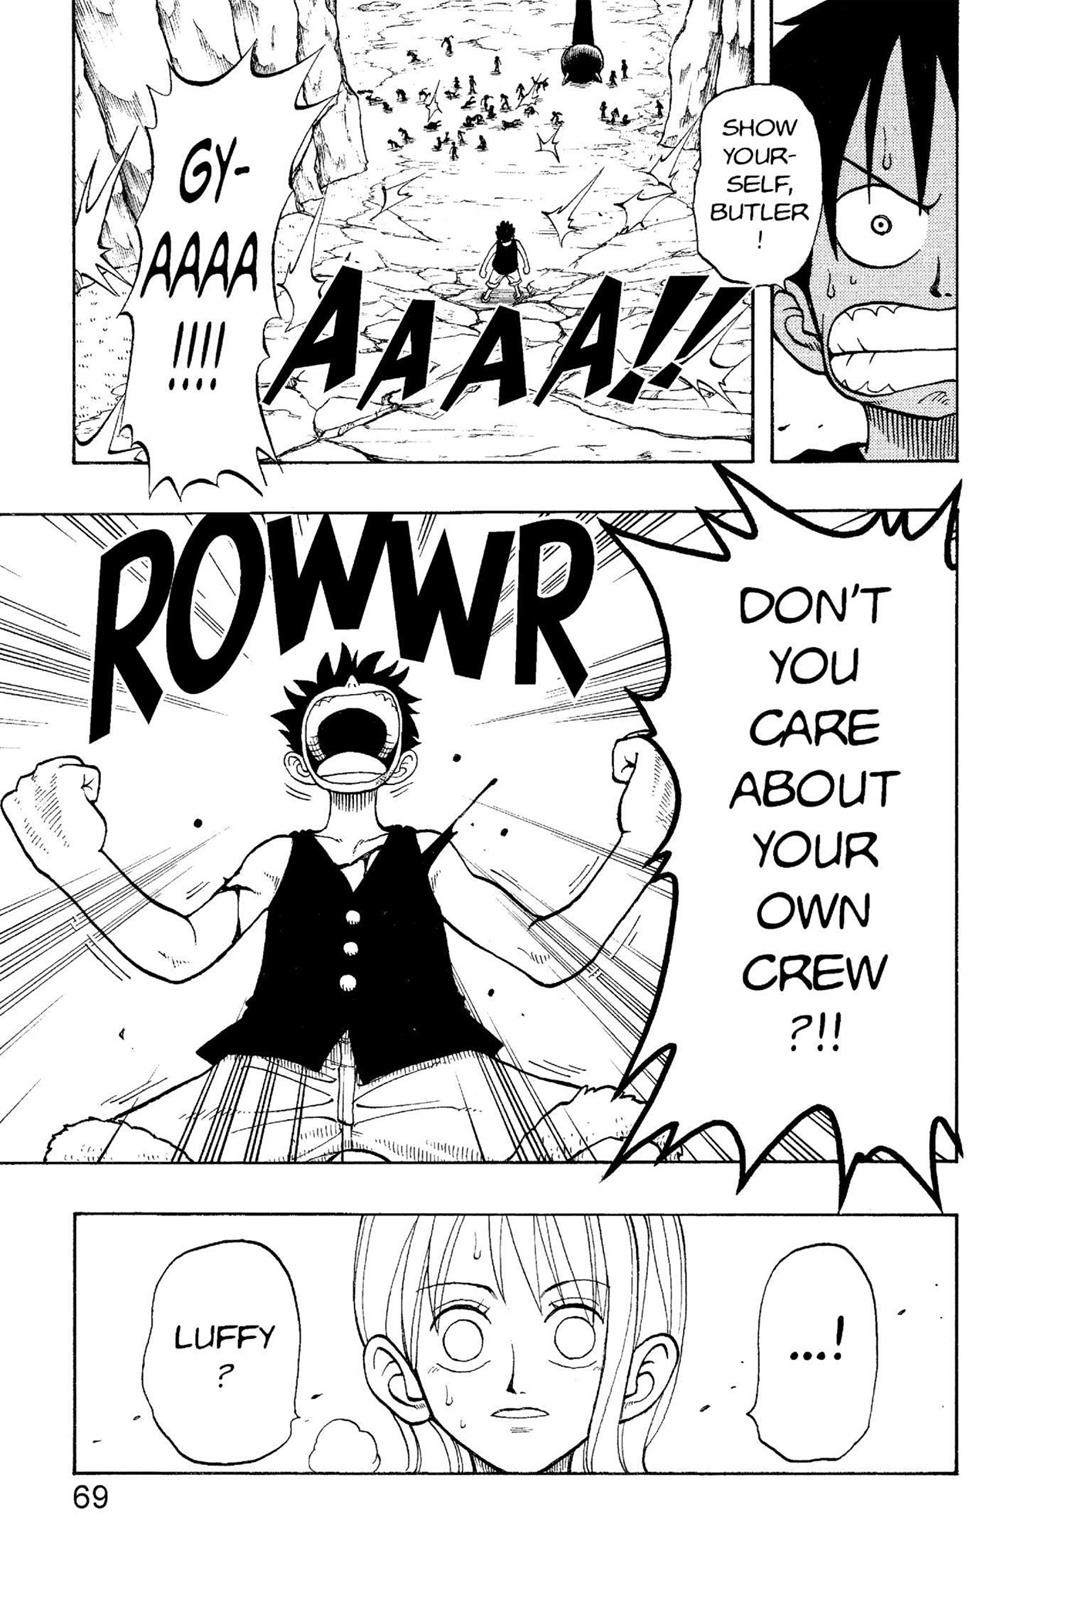 SHOW
YOUR-
SELF,
BUTLER
!
GY-
AAAA
!!!!
AAAA!!
DON'T
YOU
CARE
ABOUT
YOUR
OWN
CREW
?!!
ROWWR
...!
LUFFY
?
69